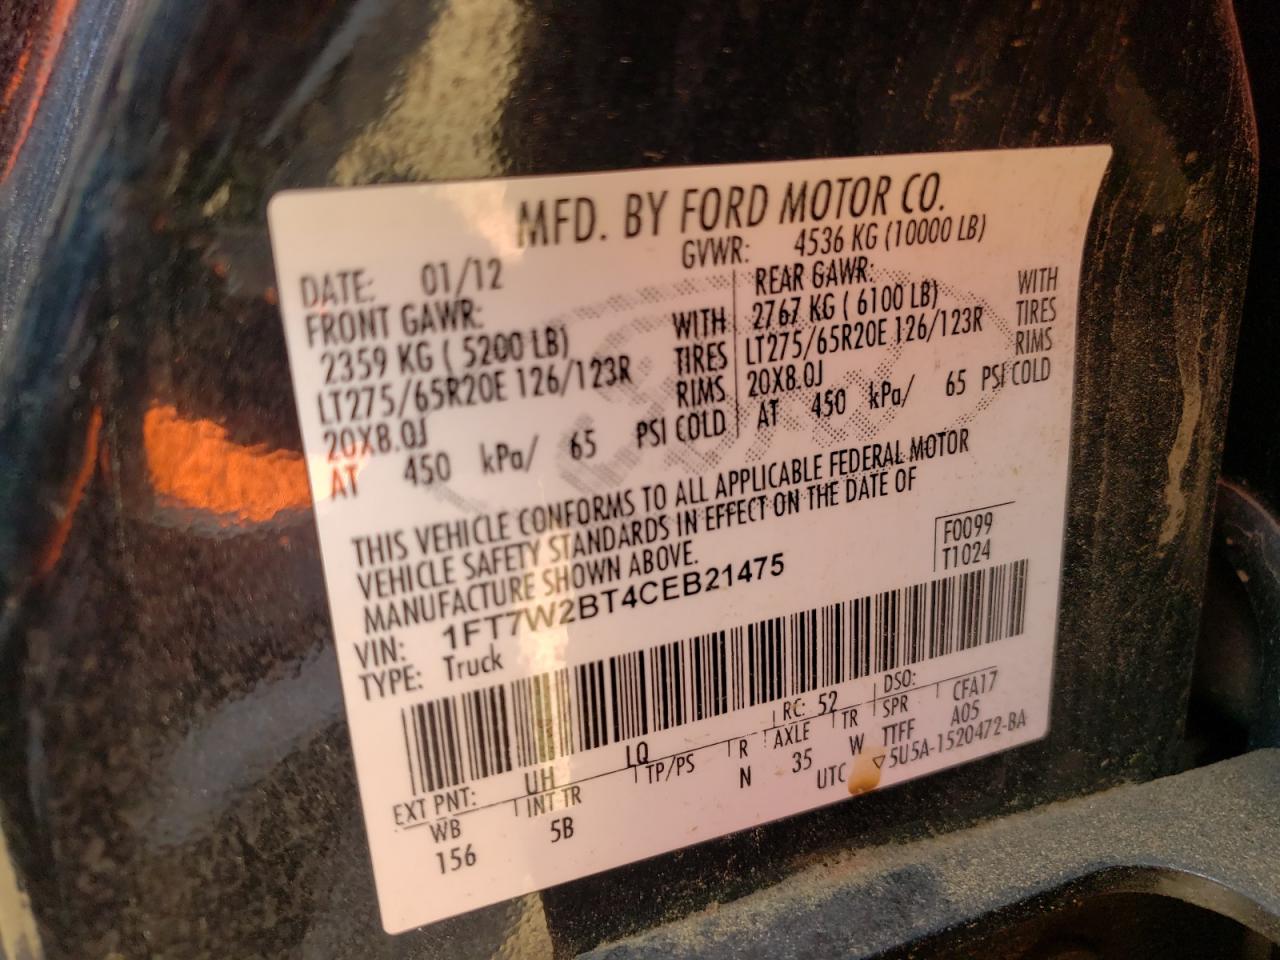 MFD. BY FORD MOTOR CO.
DATE: 01/12 GVWR: 4536 KG (10000 LB)
FRONT GAWR:
2359 KG ( 5200 LB) WITH
LT275/65R20E 126/123R TIRES
20X8.0J RIMS
AT 450 kPa/ 65 PSI COLD
REAR GAWR:
2767 KG ( 6100 LB) WITH
LT275/65R20E 126/123R TIRES
20X8.0J RIMS
AT 450 kPa/ 65 PSI COLD
THIS VEHICLE CONFORMS TO ALL APPLICABLE FEDERAL MOTOR
VEHICLE SAFETY STANDARDS IN EFFECT ON THE DATE OF
MANUFACTURE SHOWN ABOVE.
F0099
T1024
VIN: 1FT7W2BT4CEB21475
TYPE: Truck
EXT PNT: UH LQ RC: 52 DSO:
WB INT TR TP/PS R AXLE TR SPR CFA17
156 5B N 35 W TTFF A05
UTC ▽5U5A-1520472-BA